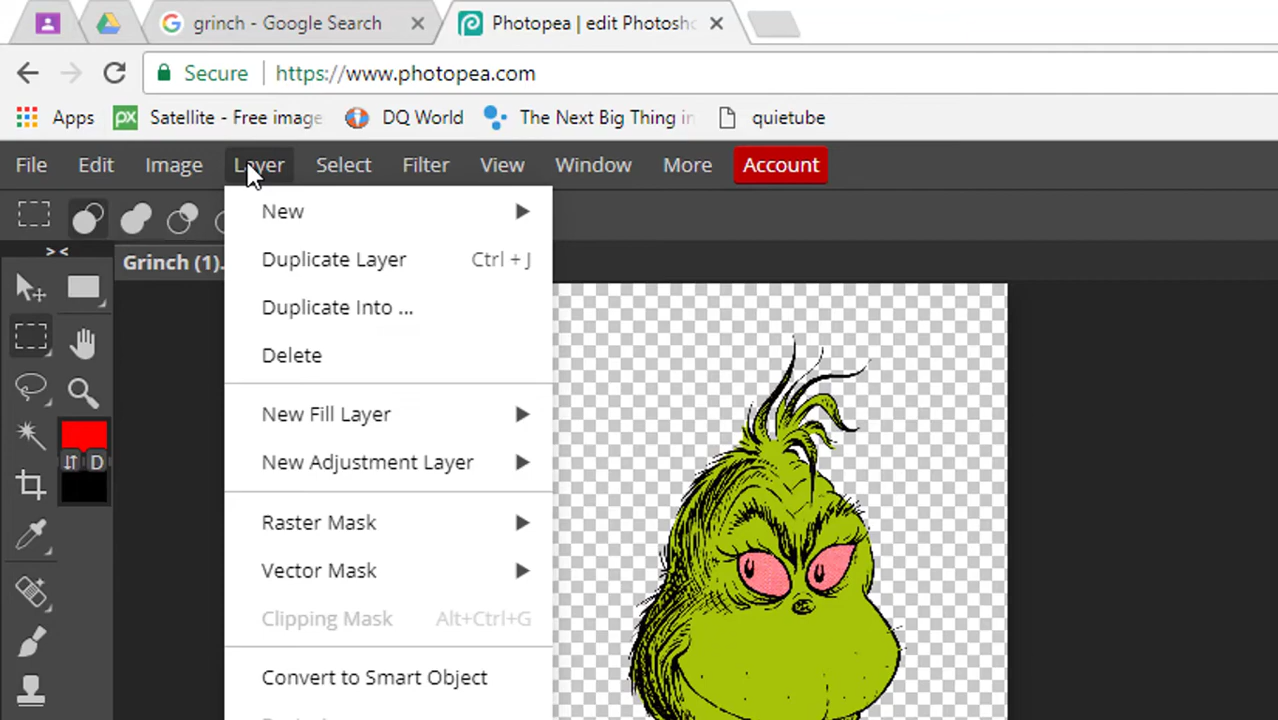 grinch - Google Search
Photopea | edit Photosh
Secure https://www.photopea.com
Apps
px
Satellite - Free image
DQ World
The Next Big Thing in
quietube
File Edit Image Layer Select Filter View Window More Account
> <
Grinch (1).
New
Duplicate Layer Ctrl + J
Duplicate Into ...
Delete
New Fill Layer
New Adjustment Layer
Raster Mask
Vector Mask
Clipping Mask Alt+Ctrl+G
Convert to Smart Object
D